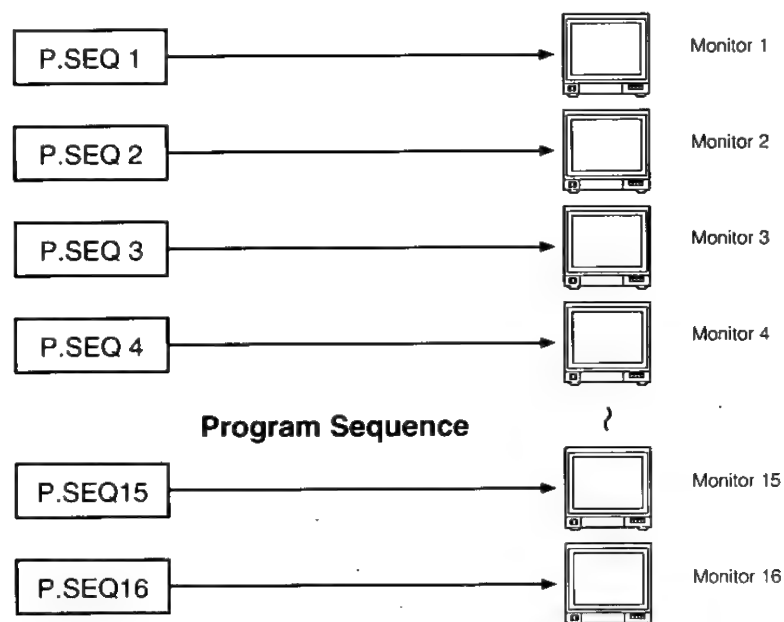 P.SEQ 1
Monitor 1
P.SEQ 2
Monitor 2
P.SEQ 3
Monitor 3
P.SEQ 4
Monitor 4
Program Sequence
P.SEQ15
Monitor 15
P.SEQ16
Monitor 16